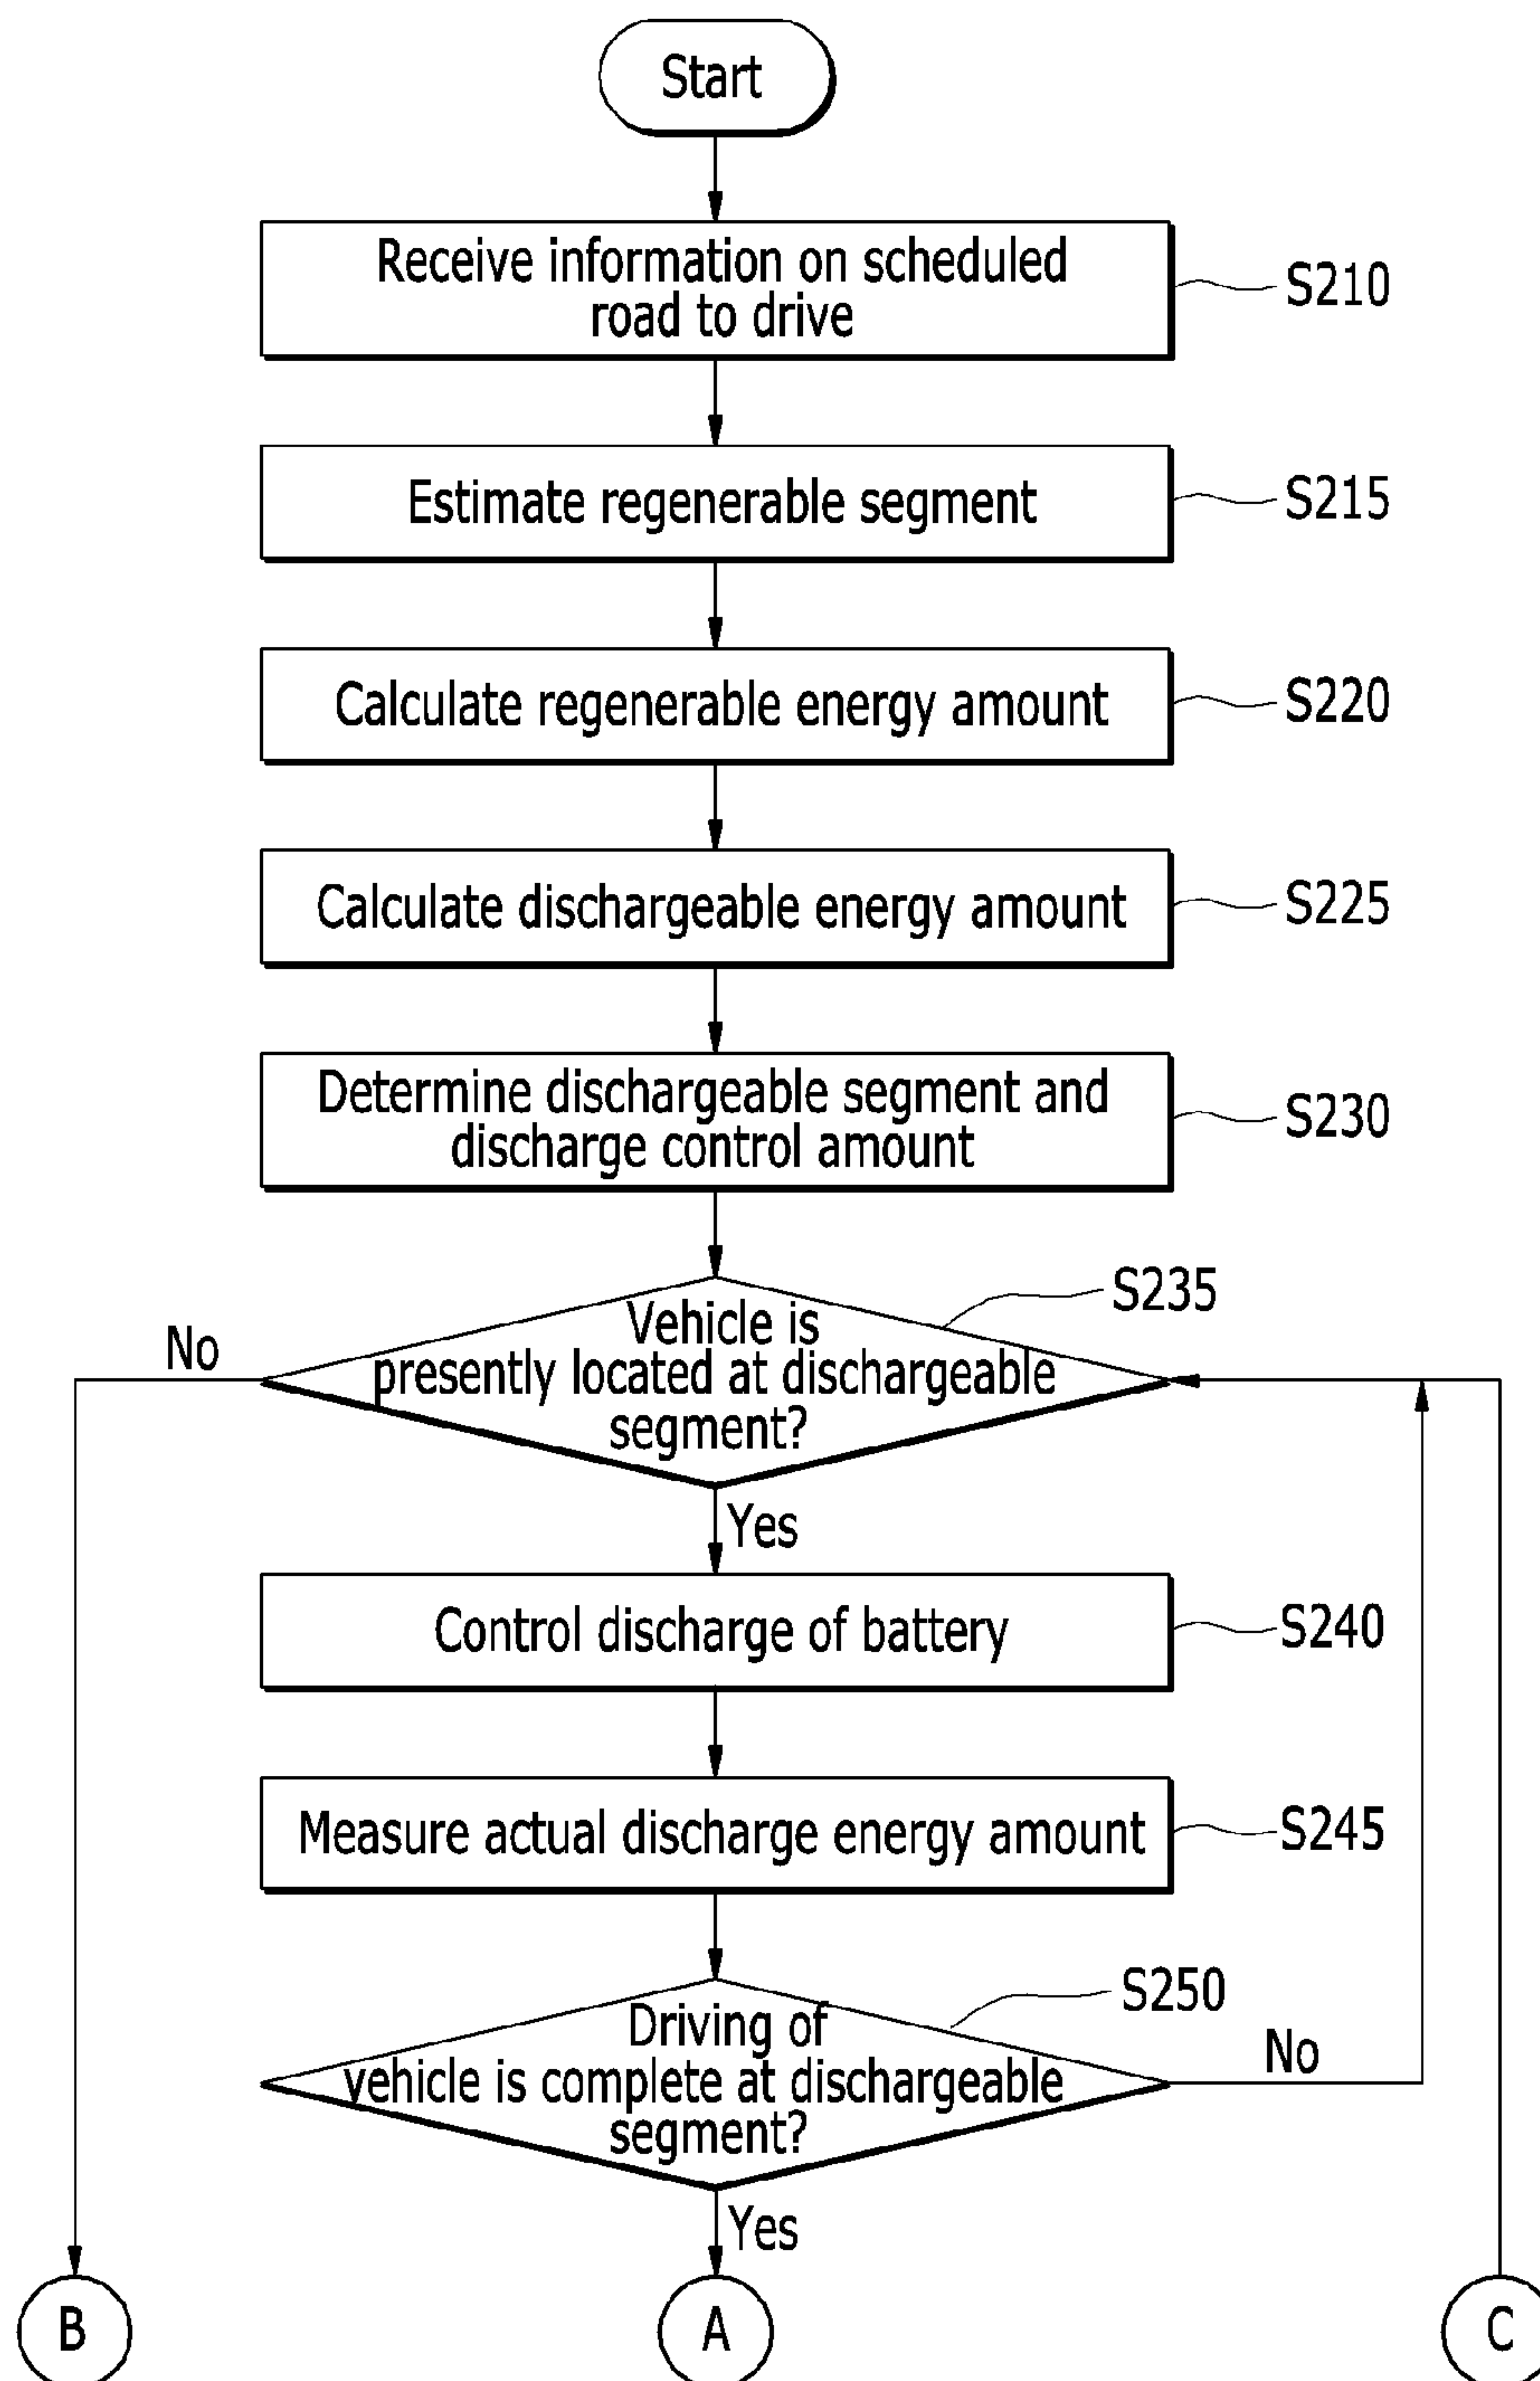 Start
Receive information on scheduled
road to drive
S210
Estimate regenerable segment
S215
Calculate regenerable energy amount
S220
Calculate dischargeable energy amount
S225
Determine dischargeable segment and
discharge control amount
S230
S235
Vehicle is
presently located at dischargeable
segment?
No
Yes
Control discharge of battery
S240
Measure actual discharge energy amount
S245
S250
Driving of
vehicle is complete at dischargeable
segment?
No
Yes
B
A
C